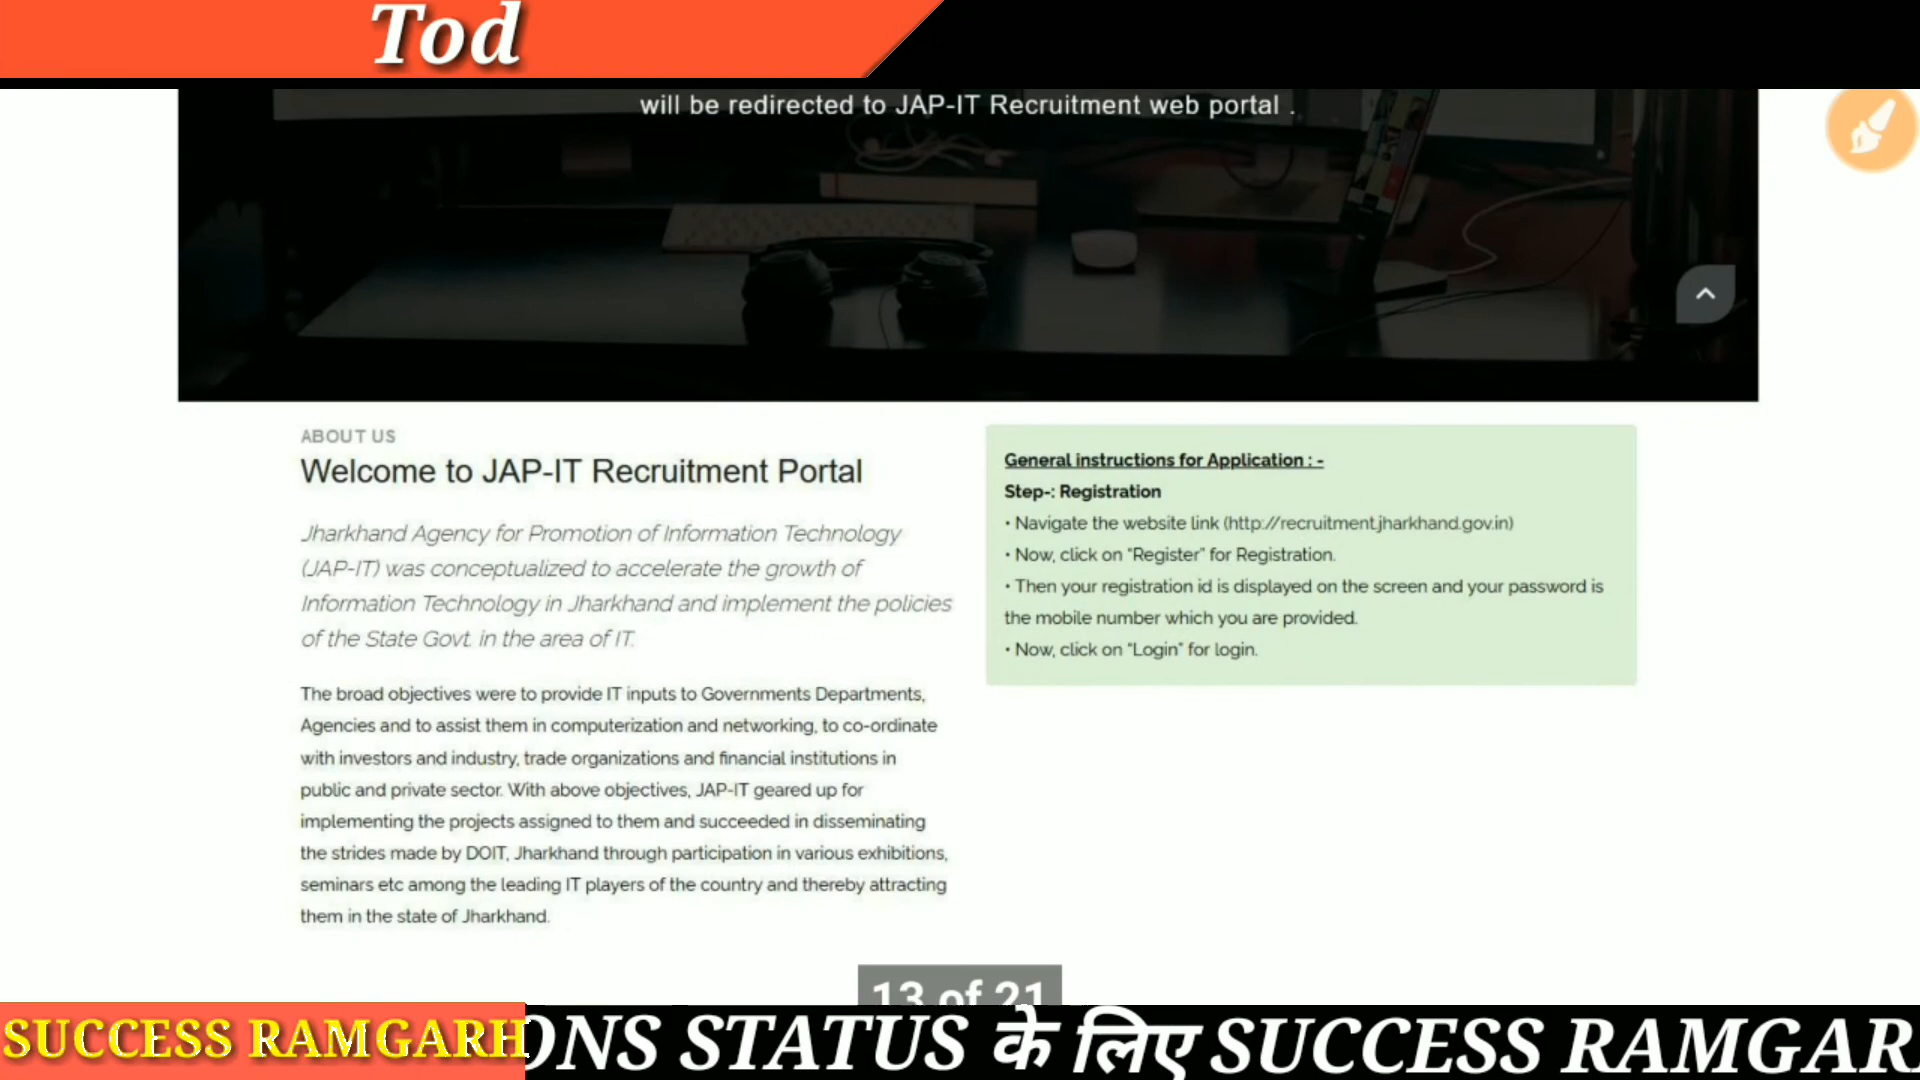 Tod
will be redirected to JAP-IT Recruitment web portal .
ABOUT US
Welcome to JAP-IT Recruitment Portal
Jharkhand Agency for Promotion of Information Technology
(JAP-IT) was conceptualized to accelerate the growth of
Information Technology in Jharkhand and implement the policies
of the State Govt. in the area of IT.
The broad objectives were to provide IT inputs to Governments Departments,
Agencies and to assist them in computerization and networking, to co-ordinate
with investors and industry, trade organizations and financial institutions in
public and private sector. With above objectives, JAP-IT geared up for
implementing the projects assigned to them and succeeded in disseminating
the strides made by DOIT, Jharkhand through participation in various exhibitions,
seminars etc among the leading IT players of the country and thereby attracting
them in the state of Jharkhand.
General instructions for Application : -
Step-: Registration
• Navigate the website link (http://recruitment.jharkhand.gov.in)
• Now, click on “Register” for Registration.
• Then your registration id is displayed on the screen and your password is
the mobile number which you are provided.
• Now, click on “Login” for login.
13 of 21
SUCCESS RAMGARH
ONS STATUS के लिए SUCCESS RAMGAR